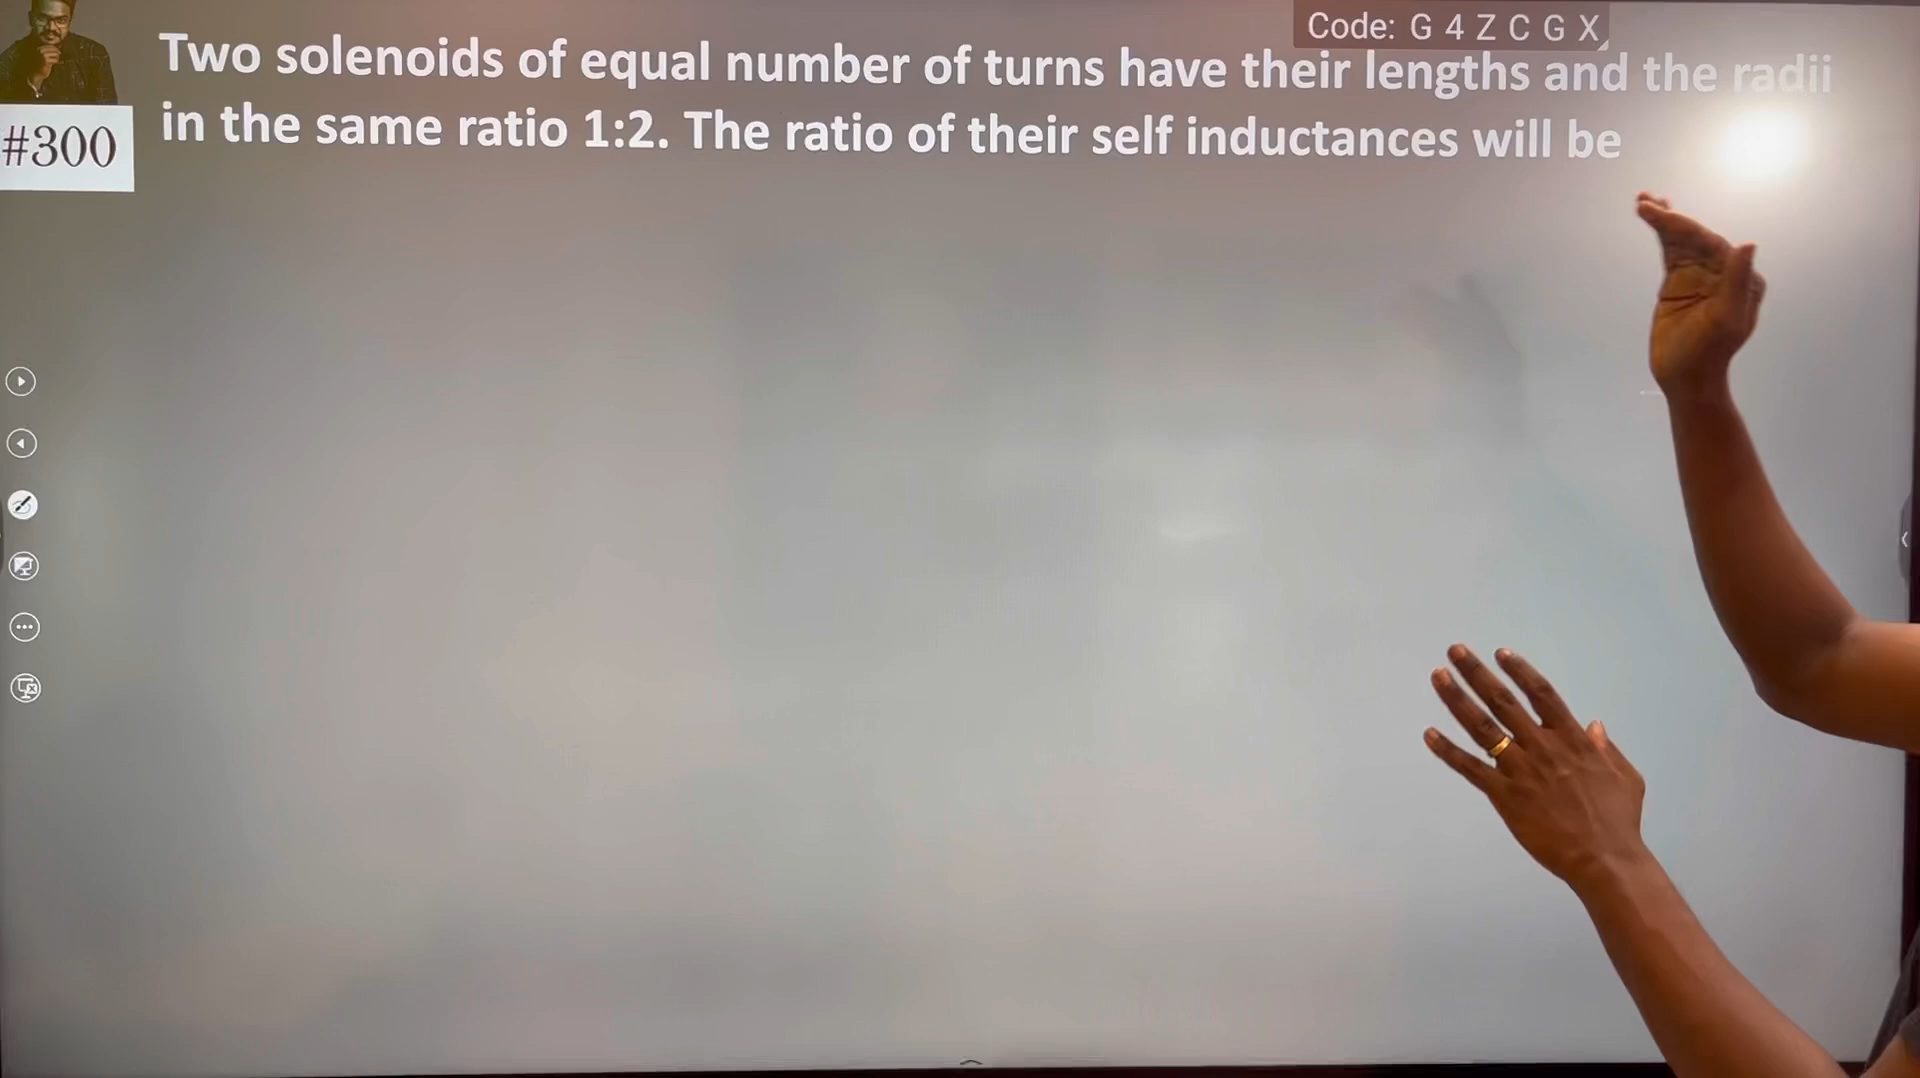 Code: G 4 Z C G X
Two solenoids of equal number of turns have their lengths and the radii
in the same ratio 1:2. The ratio of their self inductances will be
#300